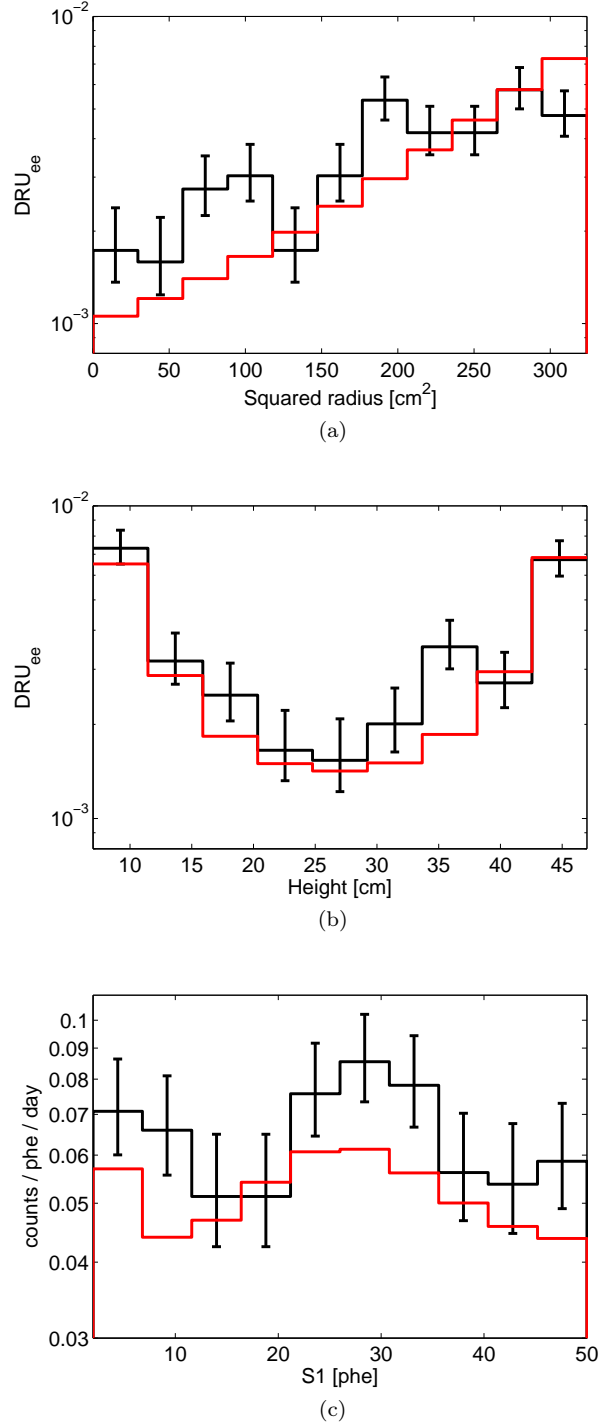 10⁻²
DRUₑₑ
10⁻³
0 50 100 150 200 250 300
Squared radius [cm²]
(a)
10⁻²
DRUₑₑ
10⁻³
10 15 20 25 30 35 40 45
Height [cm]
(b)
0.1
0.09
0.08
0.07
0.06
0.05
0.04
0.03
counts / phe / day
10 20 30 40 50
S1 [phe]
(c)